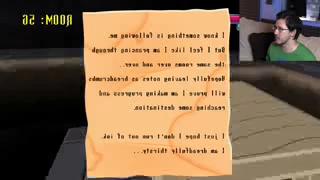 ROOM: 56
I know something is following me.
But I feel like I am prancing through
the same rooms over and over..
Hopefully leaving notes as breadcrumbs
will prove I am making progress and
reaching some destination.
I just hope I don't run out of ink.
I am dreadfully thirsty...